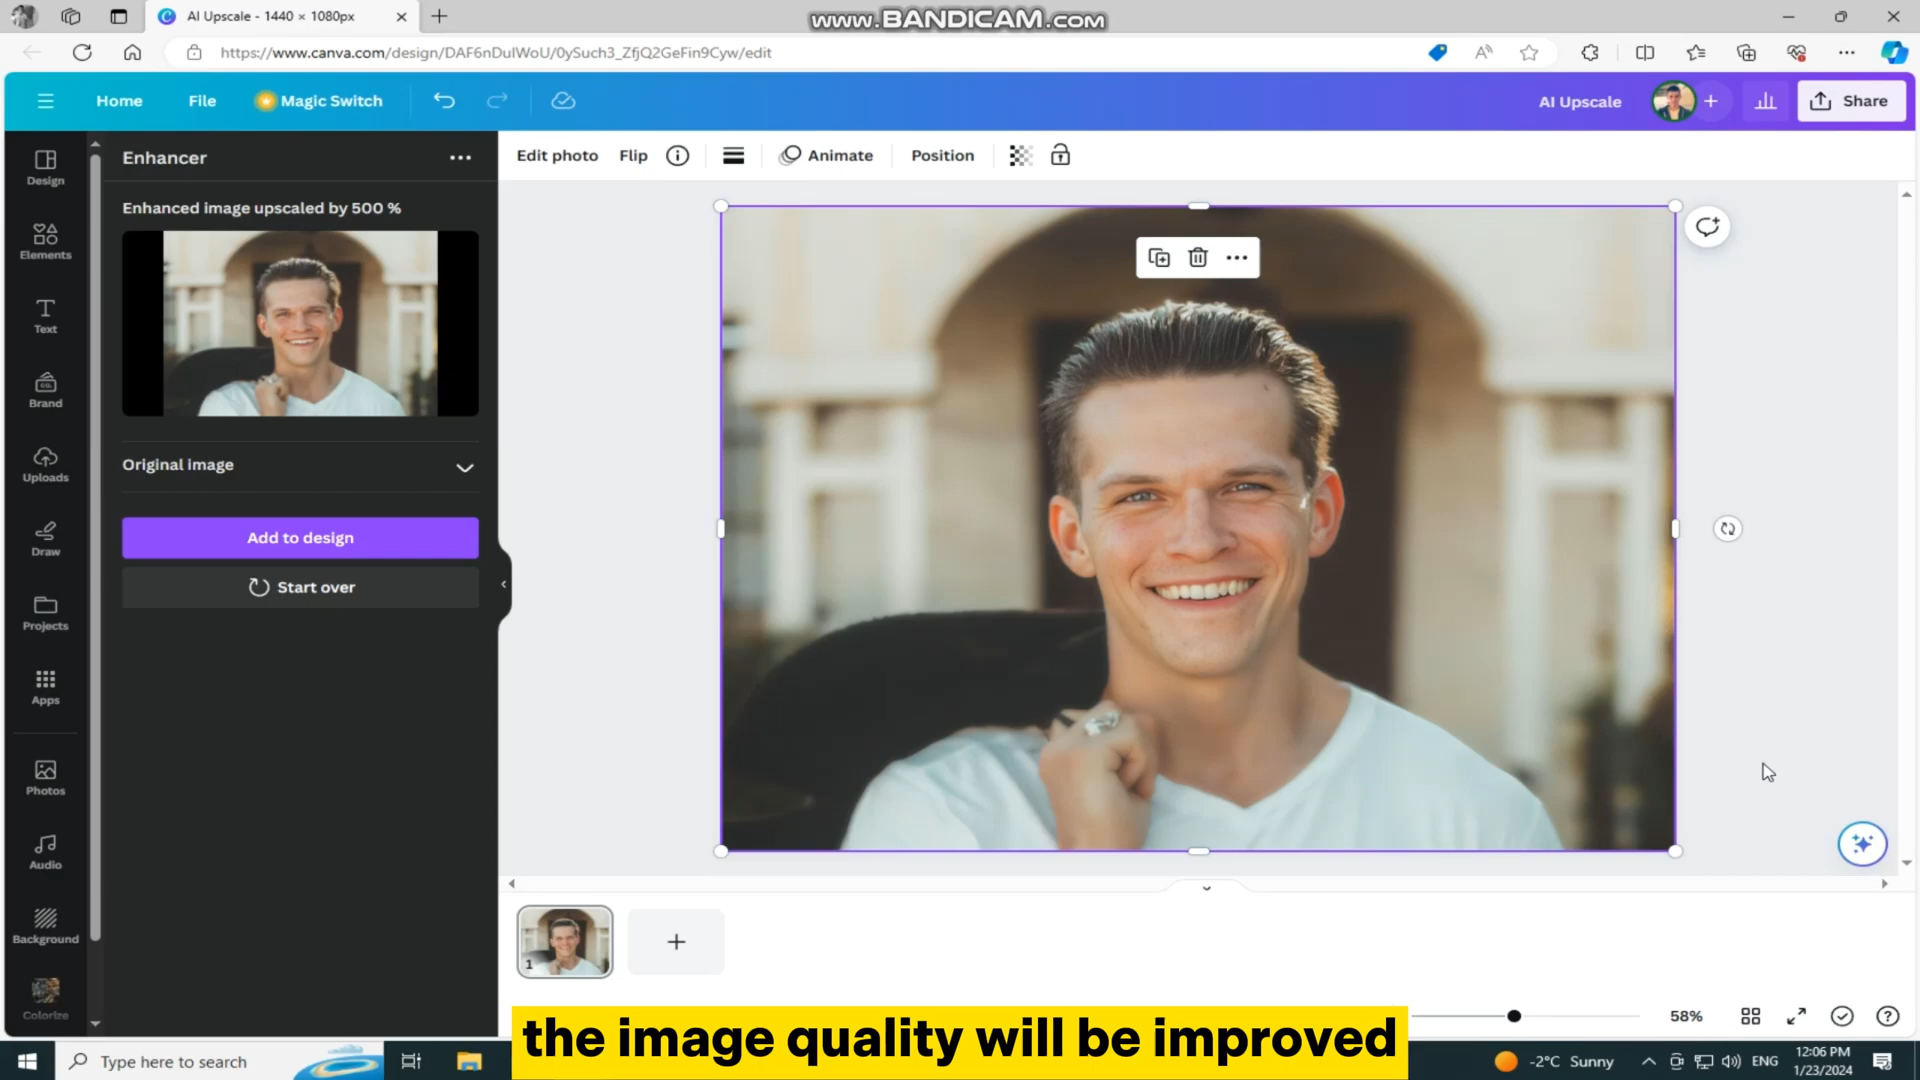 AI Upscale - 1440 × 1080px
www.BANDICAM.COM
https://www.canva.com/design/DAF6nDuIWoU/0ySuch3_ZfjQ2GeFin9Cyw/edit
Home File Magic Switch AI Upscale Share
Enhancer
Enhanced image upscaled by 500 %
Original image
Add to design
Start over
Design
Elements
Text
Brand
Uploads
Draw
Projects
Apps
Photos
Audio
Background
Colorize
Edit photo Flip Animate Position
1
58%
the image quality will be improved
Type here to search
-2°C Sunny
ENG
12:06 PM
1/23/2024